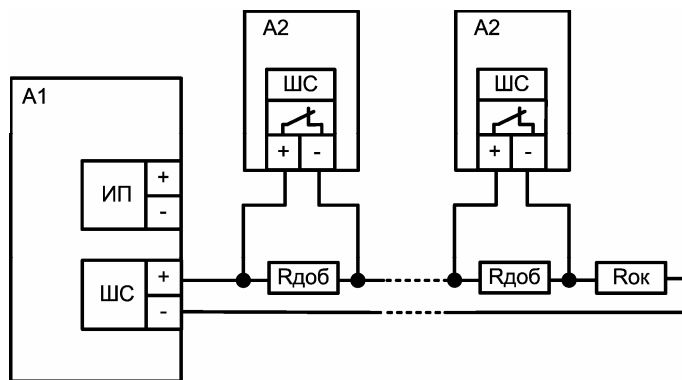 A2
ШС
+ -
A2
ШС
+ -
A1
ИП
+
-
ШС
+
-
Rдоб
Rдоб
Rок